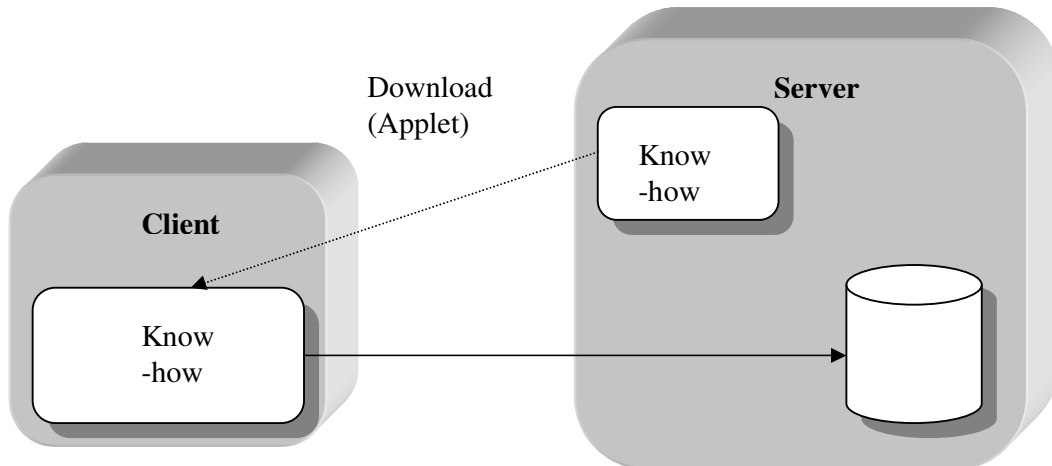 Download
(Applet)
Server
Know
-how
Client
Know
-how